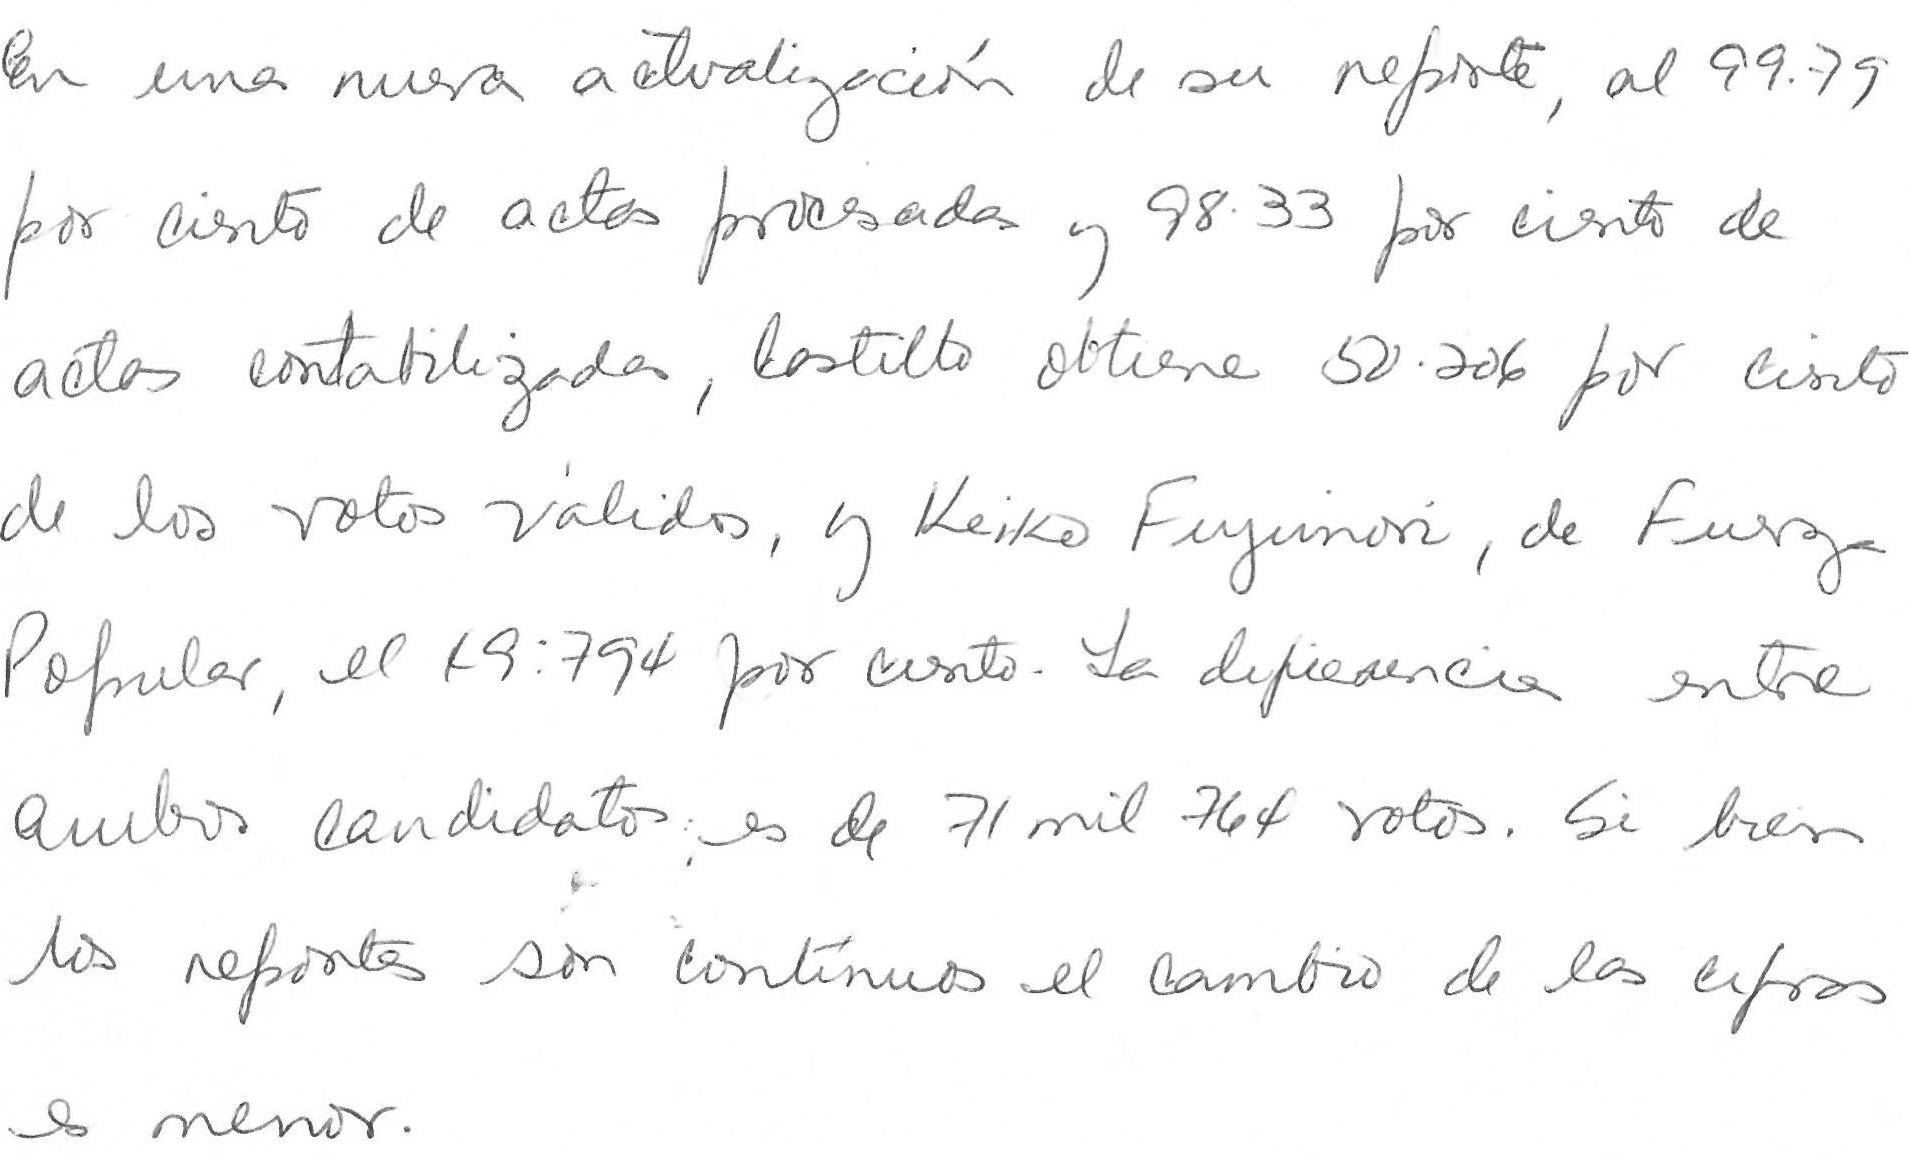 En una nueva actualización de su reporte, al 99.79
por ciento de actas procesadas y 98.33 por ciento de
actas contabilizadas, Castillo obtiene 50.206 por ciento
de los votos válidos, y Keiko Fujimori, de Fuerza
Popular, el 49.794 por ciento. La diferencia entre
ambos candidatos es de 71 mil 764 votos. Si bien
los reportes son contínuos el cambio de las cifras
es menor.